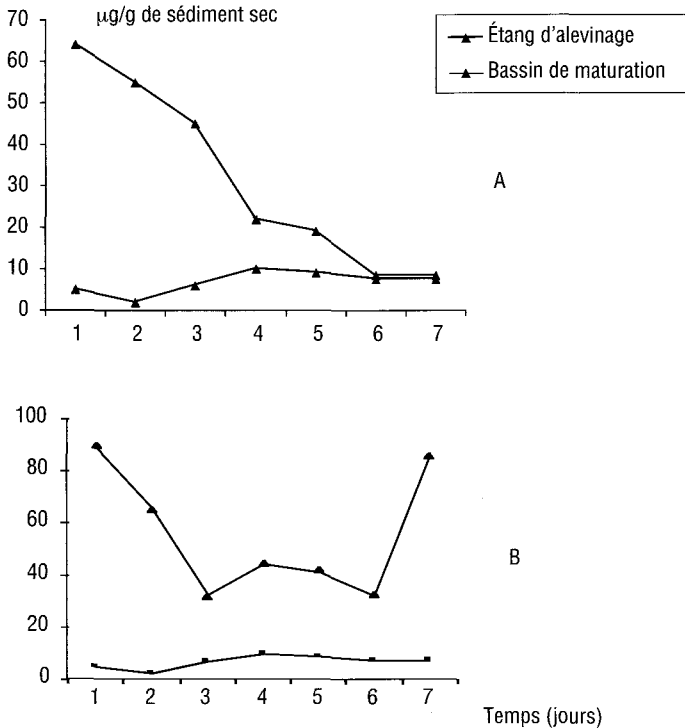 µg/g de sédiment sec
Étang d'alevinage
Bassin de maturation
70
60
50
40
30
20
10
0
1 2 3 4 5 6 7
A
100
80
60
40
20
0
1 2 3 4 5 6 7
B
Temps (jours)